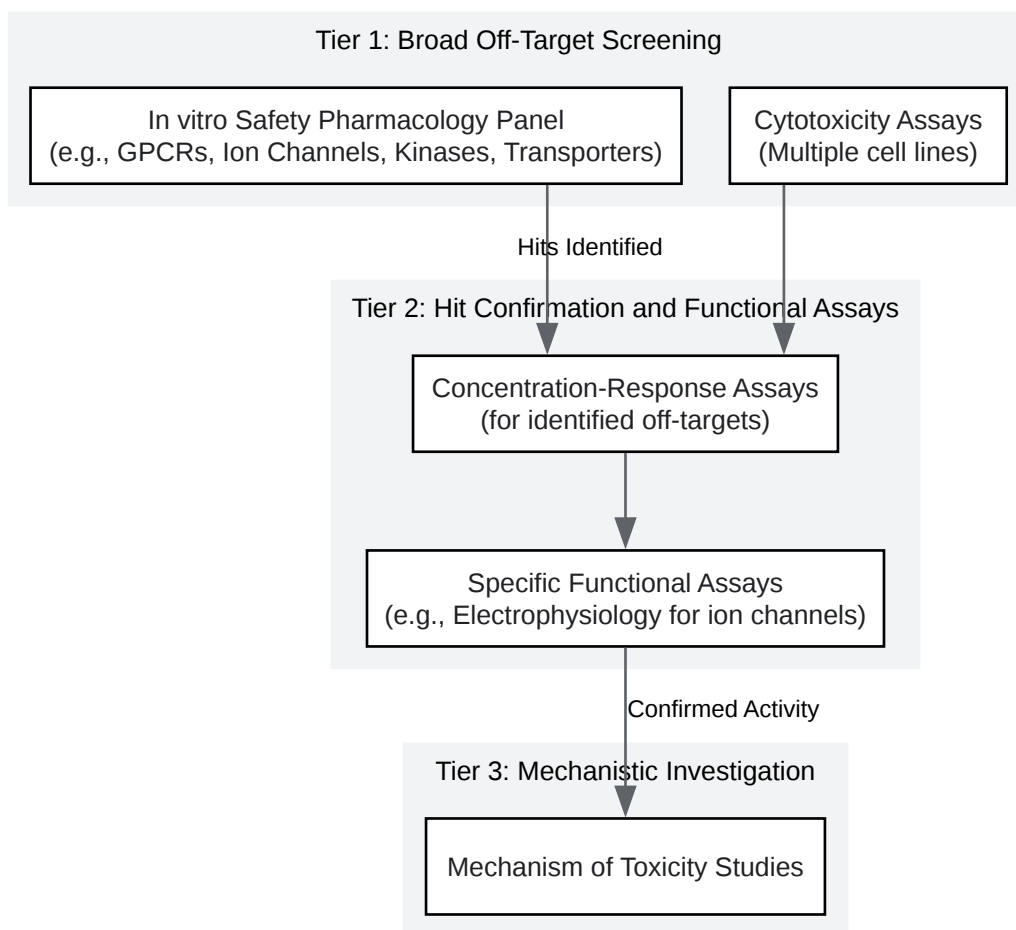 Tier 1: Broad Off-Target Screening
In vitro Safety Pharmacology Panel
(e.g., GPCRs, Ion Channels, Kinases, Transporters)
Cytotoxicity Assays
(Multiple cell lines)
Hits Identified
Tier 2: Hit Confirmation and Functional Assays
Concentration-Response Assays
(for identified off-targets)
Specific Functional Assays
(e.g., Electrophysiology for ion channels)
Confirmed Activity
Tier 3: Mechanistic Investigation
Mechanism of Toxicity Studies